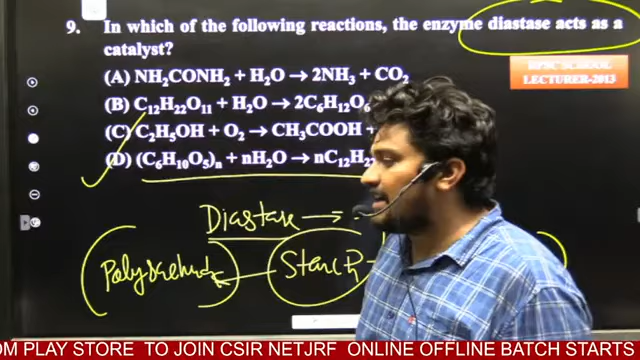 9. In which of the following reactions, the enzyme diastase acts as a
catalyst?
BPSC SCHOOL
LECTURER-2013
(A) NH₂CONH₂ + H₂O → 2NH₃ + CO₂
(B) C₁₂H₂₂O₁₁ + H₂O → 2C₆H₁₂O₆
(C) C₂H₅OH + O₂ → CH₃COOH +
(D) (C₆H₁₀O₅)ₙ + nH₂O → nC₁₂H₂₂
Diastase →
Starch
OM PLAY STORE TO JOIN CSIR NETJRF ONLINE OFFLINE BATCH STARTS